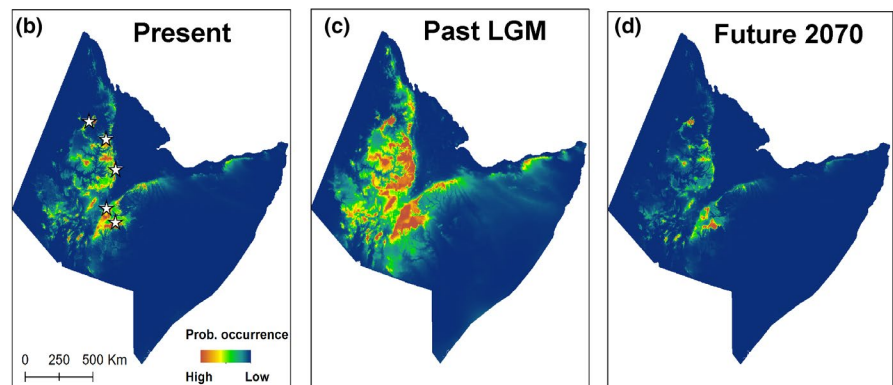 (b) Present
(c) Past LGM
(d) Future 2070
Prob. occurrence
0 250 500 Km
High Low